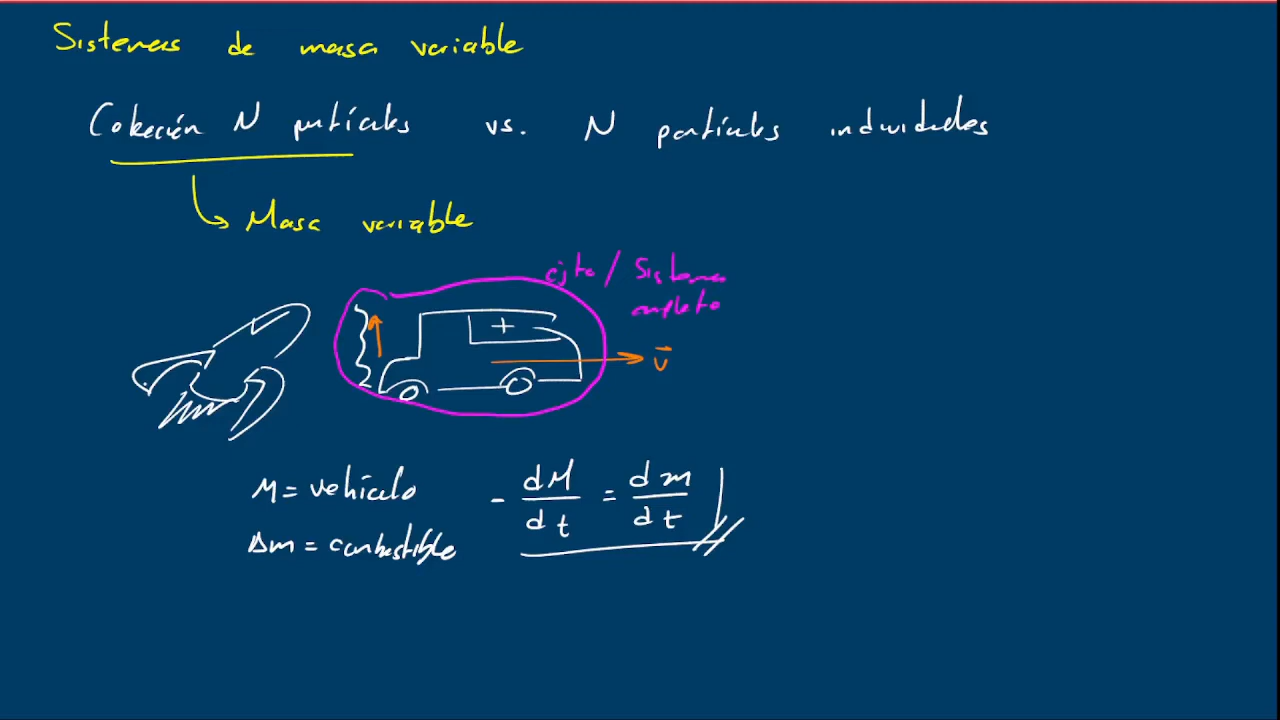 Sistemas de masa variable
Colección N partículas vs. N partículas individuales
Masa variable
cjto / Sistema
completo
v⃗
M = vehículo
Δm = combustible
- dM/dt = dm/dt